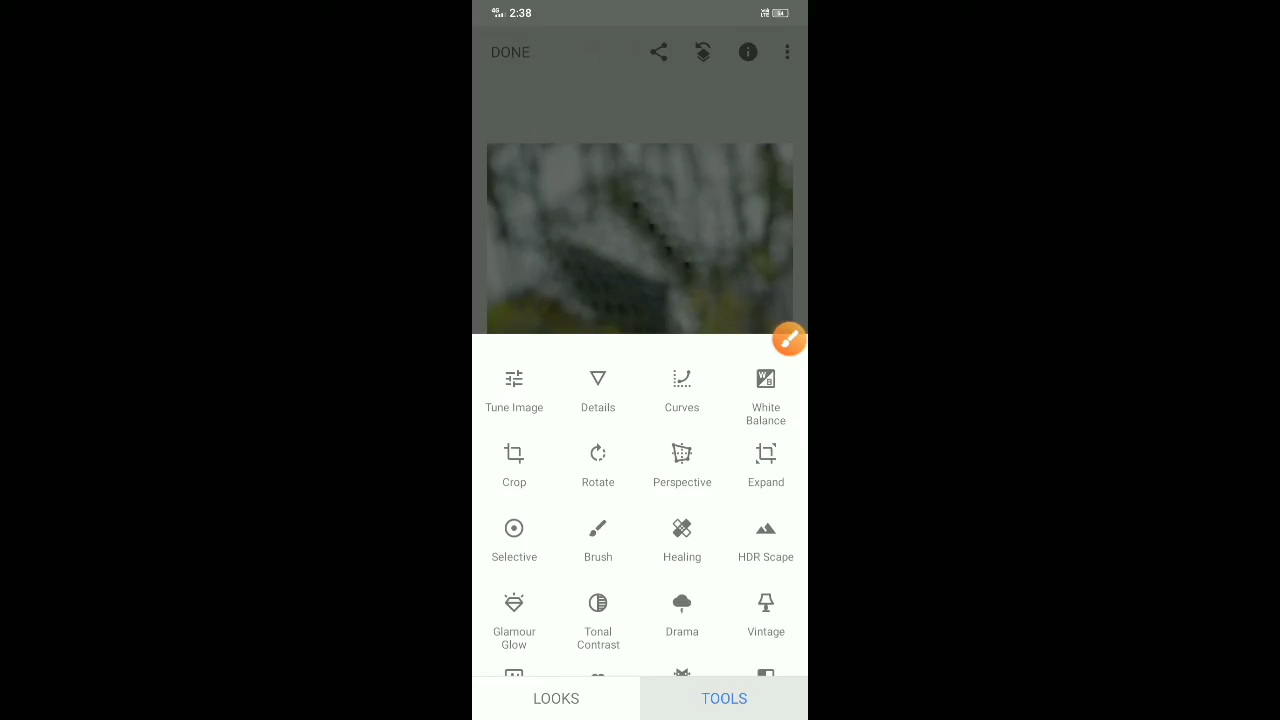 4G 2:38
DONE
Tune Image Details Curves White Balance
Crop Rotate Perspective Expand
Selective Brush Healing HDR Scape
Glamour Glow Tonal Contrast Drama Vintage
LOOKS TOOLS